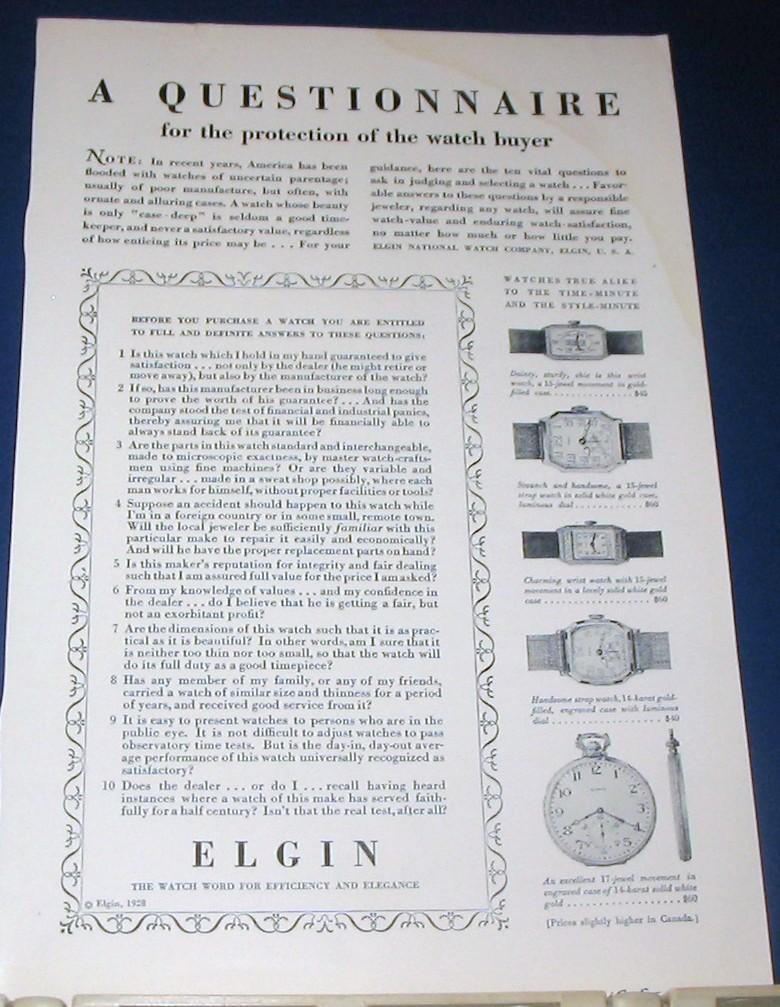 A QUESTIONNAIRE
for the protection of the watch buyer
NOTE: In recent years, America has been
flooded with watches of uncertain parentage;
usually of poor manufacture, but often, with
ornate and alluring cases. A watch whose beauty
is only "case-deep" is seldom a good time-
keeper, and never a satisfactory value, regardless
of how enticing its price may be . . . For your
guidance, here are the ten vital questions to
ask in judging and selecting a watch . . . Favor-
able answers to these questions by a responsible
jeweler, regarding any watch, will assure fine
watch-value and enduring watch-satisfaction,
no matter how much or how little you pay.
ELGIN NATIONAL WATCH COMPANY, ELGIN, U. S. A.
BEFORE YOU PURCHASE A WATCH YOU ARE ENTITLED
TO FULL AND DEFINITE ANSWERS TO THESE QUESTIONS:
1 Is this watch which I hold in my hand guaranteed to give
satisfaction . . . not only by the dealer (he might retire or
move away), but also by the manufacturer of the watch?
2 If so, has this manufacturer been in business long enough
to prove the worth of his guarantee? . . . And has the
company stood the test of financial and industrial panics,
thereby assuring me that it will be financially able to
always stand back of its guarantee?
3 Are the parts in this watch standard and interchangeable,
made to microscopic exactness, by master watch-crafts-
men using fine machines? Or are they variable and
irregular . . . made in a sweat shop possibly, where each
man works for himself, without proper facilities or tools?
4 Suppose an accident should happen to this watch while
I'm in a foreign country or in some small, remote town.
Will the local jeweler be sufficiently familiar with this
particular make to repair it easily and economically?
And will he have the proper replacement parts on hand?
5 Is this maker's reputation for integrity and fair dealing
such that I am assured full value for the price I am asked?
6 From my knowledge of values . . . and my confidence in
the dealer . . . do I believe that he is getting a fair, but
not an exorbitant profit?
7 Are the dimensions of this watch such that it is as prac-
tical as it is beautiful? In other words, am I sure that it
is neither too thin nor too small, so that the watch will
do its full duty as a good timepiece?
8 Has any member of my family, or any of my friends,
carried a watch of similar size and thinness for a period
of years, and received good service from it?
9 It is easy to present watches to persons who are in the
public eye. It is not difficult to adjust watches to pass
observatory time tests. But is the day-in, day-out aver-
age performance of this watch universally recognized as
satisfactory?
10 Does the dealer . . . or do I . . . recall having heard
instances where a watch of this make has served faith-
fully for a half century? Isn't that the real test, after all?
ELGIN
THE WATCH WORD FOR EFFICIENCY AND ELEGANCE
© Elgin, 1928
WATCHES TRUE ALIKE
TO THE TIME-MINUTE
AND THE STYLE-MINUTE
Dainty, sturdy, chic is this wrist
watch, a 15-jewel movement in gold-
filled case . . . . . . . . . . . . . . $45
Staunch and handsome, a 15-jewel
strap watch in solid white gold case,
luminous dial . . . . . . . . . . . . . $60
Charming wrist watch with 15-jewel
movement in a lovely solid white gold
case . . . . . . . . . . . . . . . . . $60
Handsome strap watch, 14-karat gold-
filled, engraved case with luminous
dial . . . . . . . . . . . . . . . . . $40
An excellent 17-jewel movement in
engraved case of 14-karat solid white
gold . . . . . . . . . . . . . . . . . $60
[Prices slightly higher in Canada.]